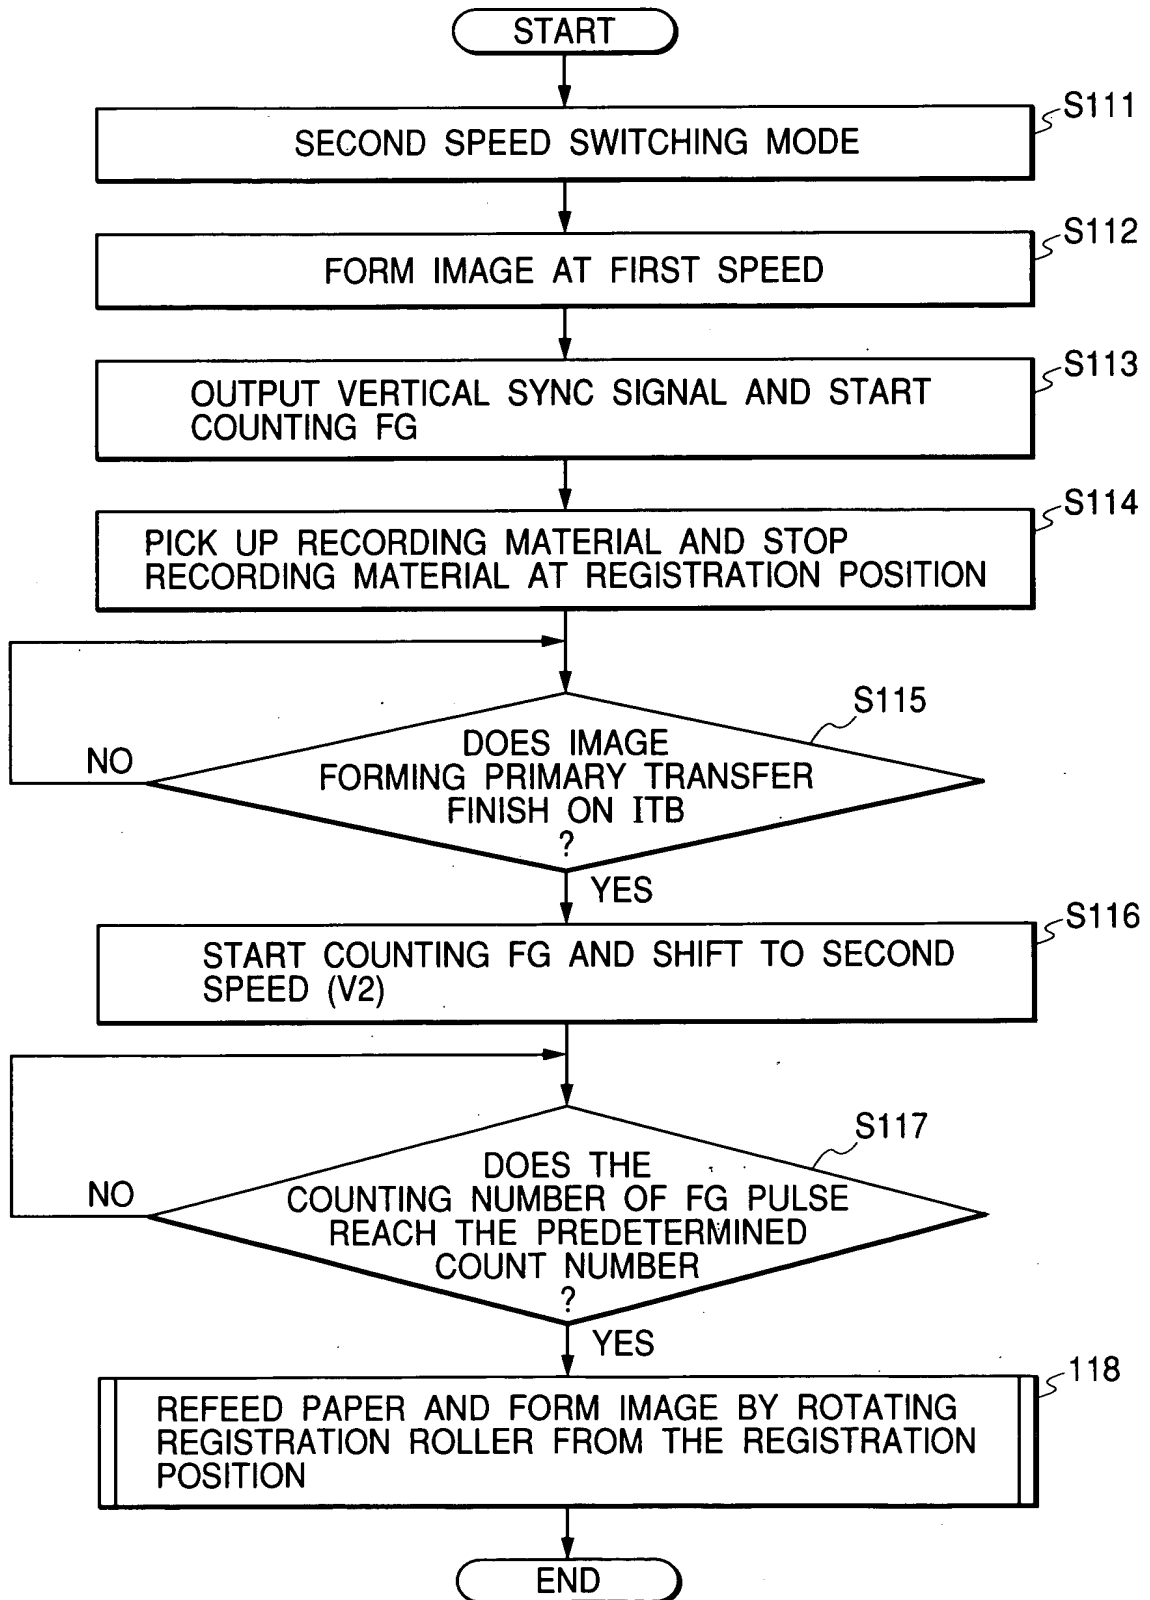 START
S111
SECOND SPEED SWITCHING MODE
S112
FORM IMAGE AT FIRST SPEED
S113
OUTPUT VERTICAL SYNC SIGNAL AND START
COUNTING FG
S114
PICK UP RECORDING MATERIAL AND STOP
RECORDING MATERIAL AT REGISTRATION POSITION
S115
DOES IMAGE
FORMING PRIMARY TRANSFER
FINISH ON ITB
?
NO
YES
S116
START COUNTING FG AND SHIFT TO SECOND
SPEED (V2)
S117
DOES THE
COUNTING NUMBER OF FG PULSE
REACH THE PREDETERMINED
COUNT NUMBER
?
NO
YES
118
REFEED PAPER AND FORM IMAGE BY ROTATING
REGISTRATION ROLLER FROM THE REGISTRATION
POSITION
END